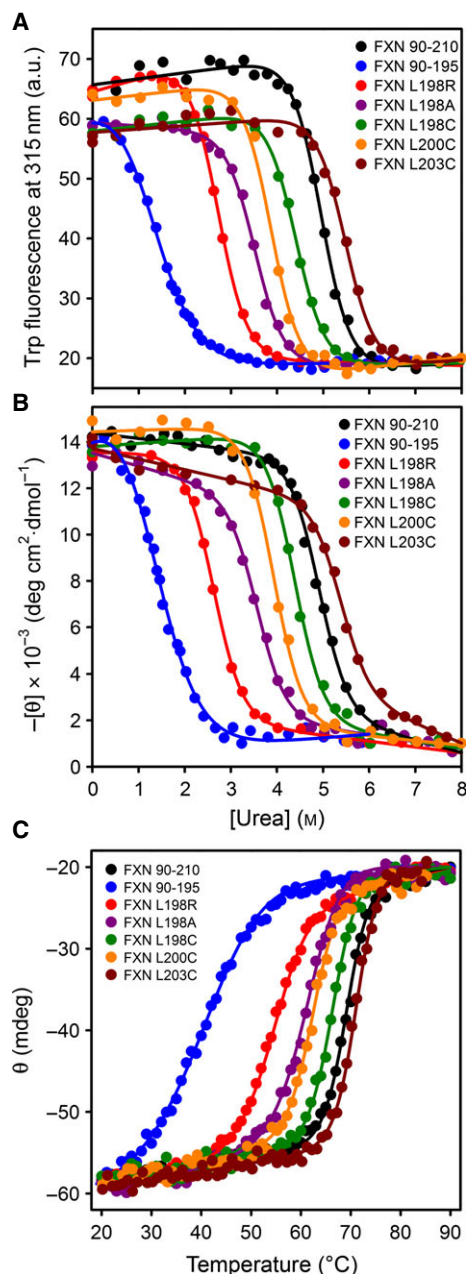 A
Trp fluorescence at 315 nm (a.u.)
70
60
50
40
30
20
FXN 90-210
FXN 90-195
FXN L198R
FXN L198A
FXN L198C
FXN L200C
FXN L203C
B
−[θ] × 10⁻³ (deg cm²·dmol⁻¹)
14
12
10
8
6
4
2
0
FXN 90-210
FXN 90-195
FXN L198R
FXN L198A
FXN L198C
FXN L200C
FXN L203C
0 1 2 3 4 5 6 7 8
[Urea] (M)
C
θ (mdeg)
−20
−30
−40
−50
−60
FXN 90-210
FXN 90-195
FXN L198R
FXN L198A
FXN L198C
FXN L200C
FXN L203C
20 30 40 50 60 70 80 90
Temperature (°C)